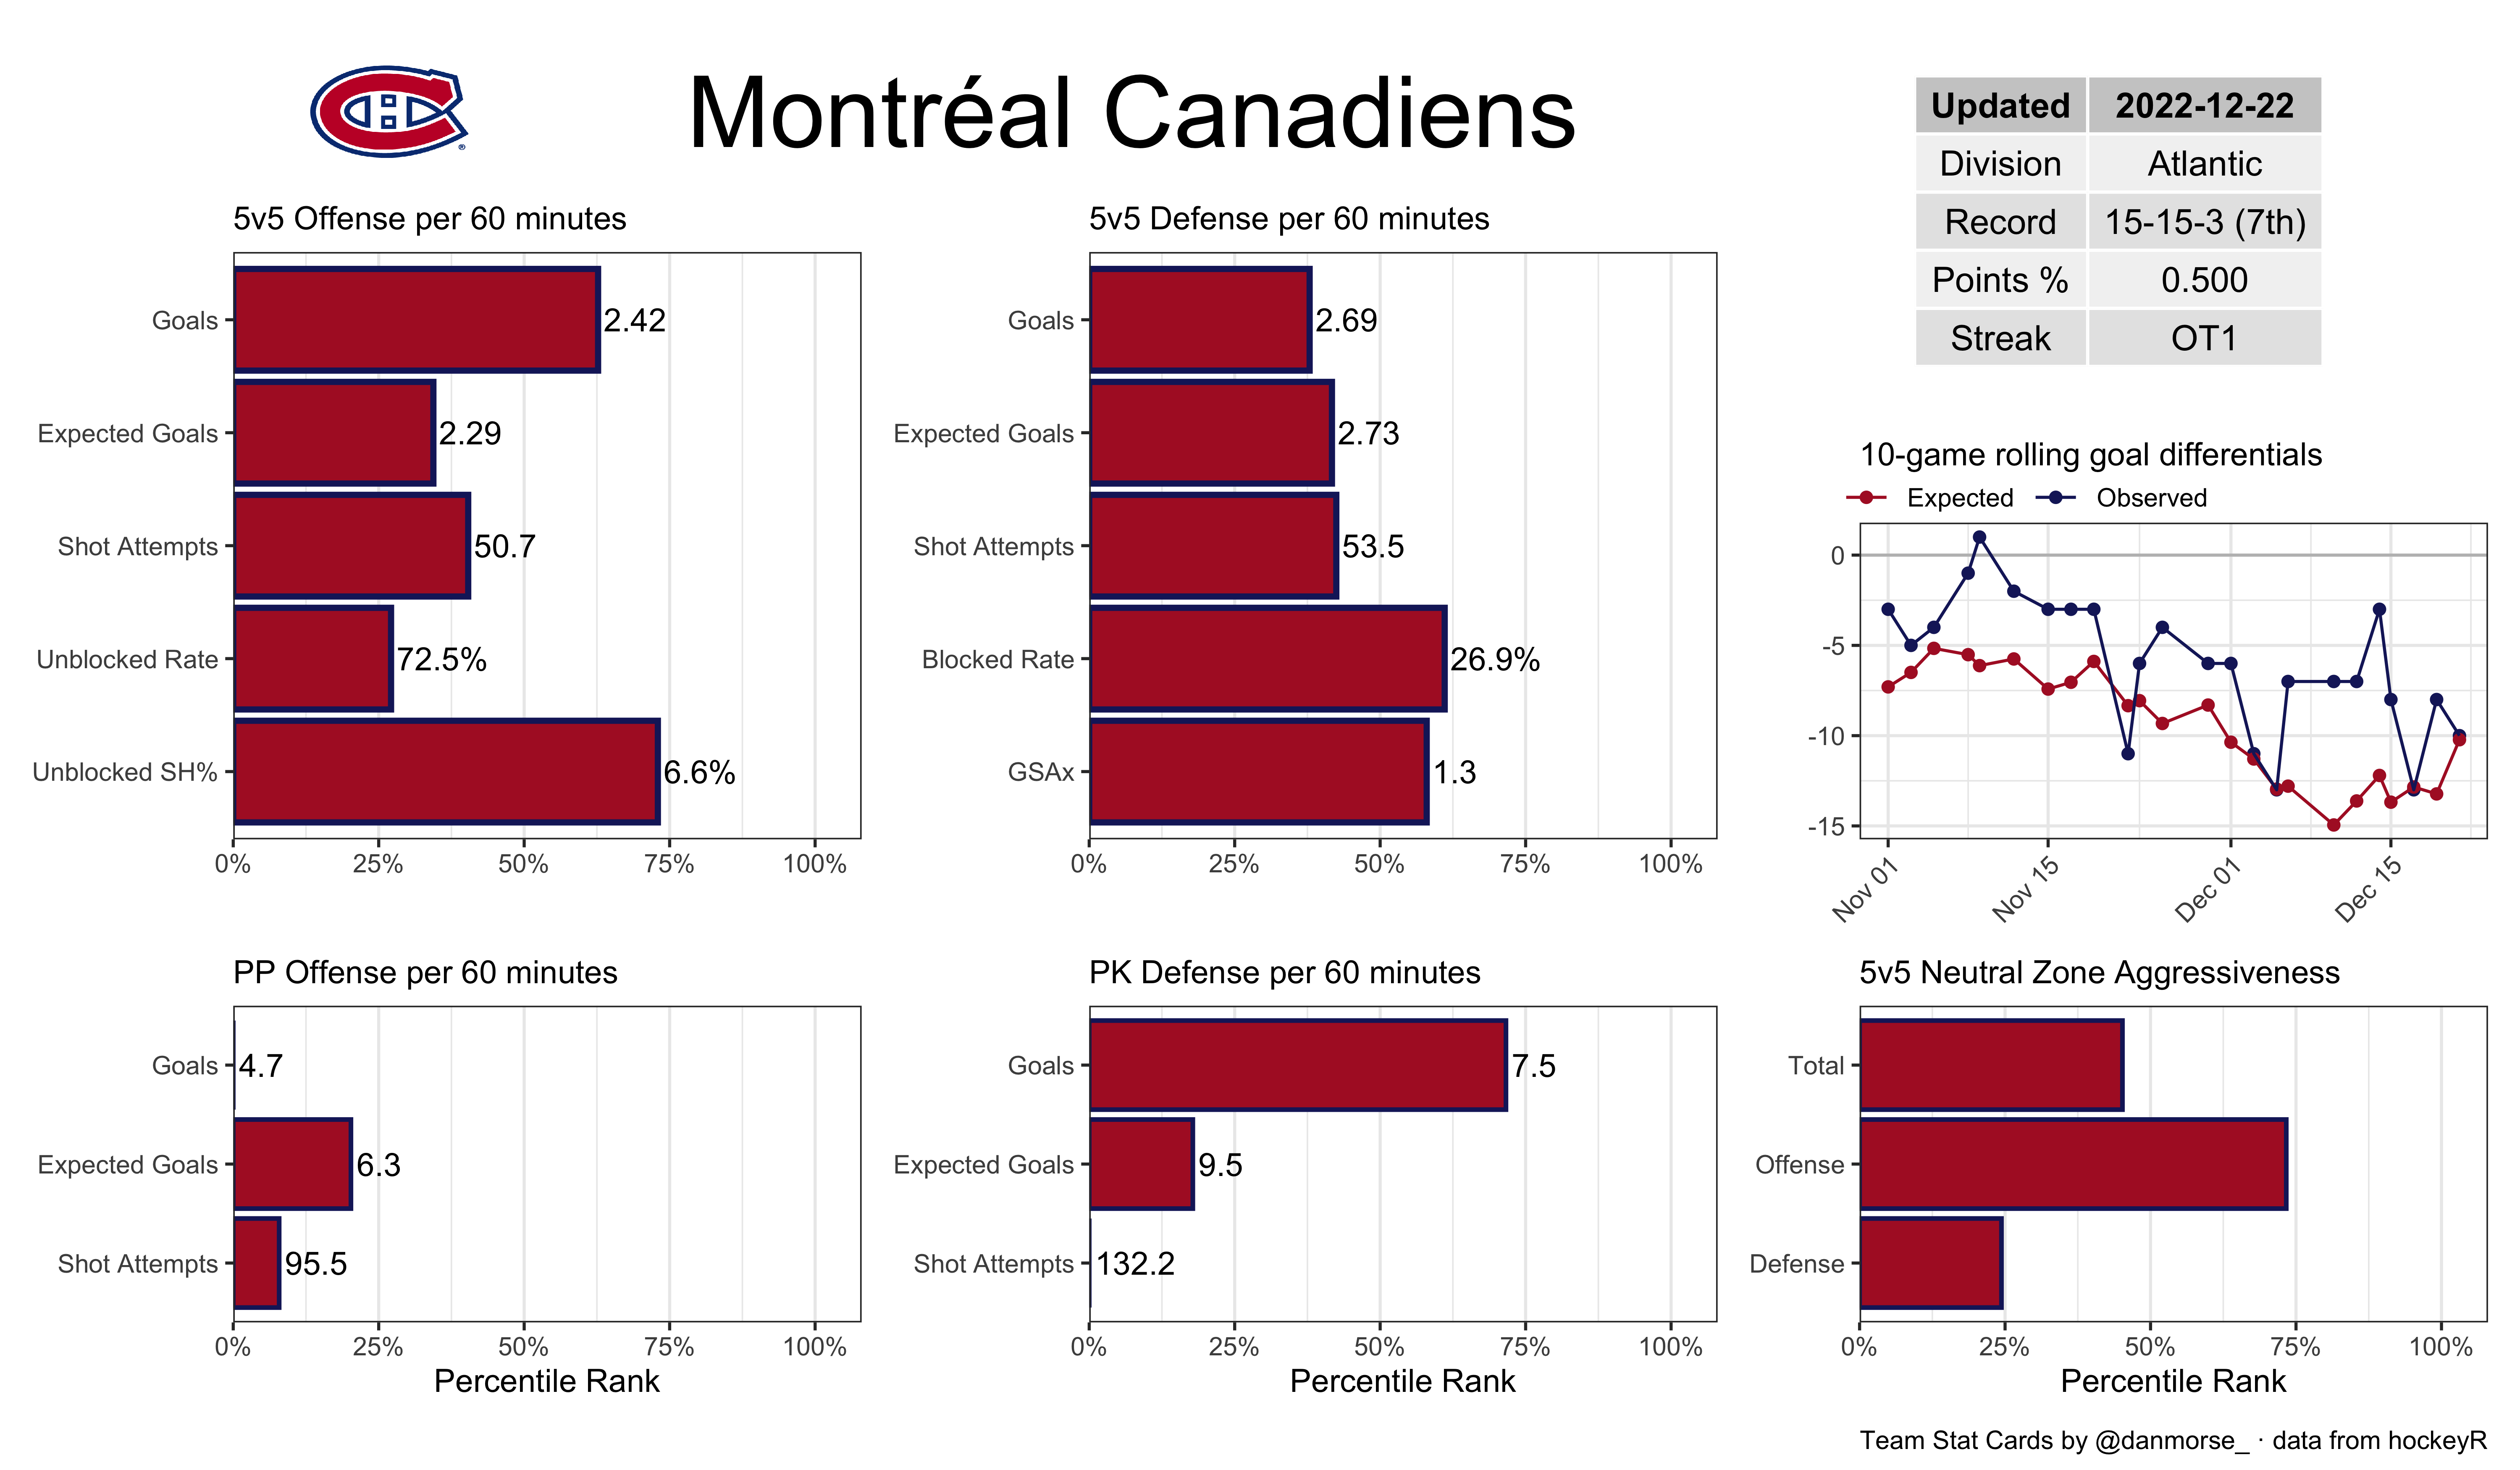 Montréal Canadiens
Updated 2022-12-22
Division Atlantic
Record 15-15-3 (7th)
Points % 0.500
Streak OT1
5v5 Offense per 60 minutes
Goals 2.42
Expected Goals 2.29
Shot Attempts 50.7
Unblocked Rate 72.5%
Unblocked SH% 6.6%
0% 25% 50% 75% 100%
5v5 Defense per 60 minutes
Goals 2.69
Expected Goals 2.73
Shot Attempts 53.5
Blocked Rate 26.9%
GSAx 1.3
0% 25% 50% 75% 100%
10-game rolling goal differentials
Expected Observed
0
-5
-10
-15
Nov 01 Nov 15 Dec 01 Dec 15
PP Offense per 60 minutes
Goals 4.7
Expected Goals 6.3
Shot Attempts 95.5
0% 25% 50% 75% 100%
Percentile Rank
PK Defense per 60 minutes
Goals 7.5
Expected Goals 9.5
Shot Attempts 132.2
0% 25% 50% 75% 100%
Percentile Rank
5v5 Neutral Zone Aggressiveness
Total
Offense
Defense
0% 25% 50% 75% 100%
Percentile Rank
Team Stat Cards by @danmorse_ · data from hockeyR